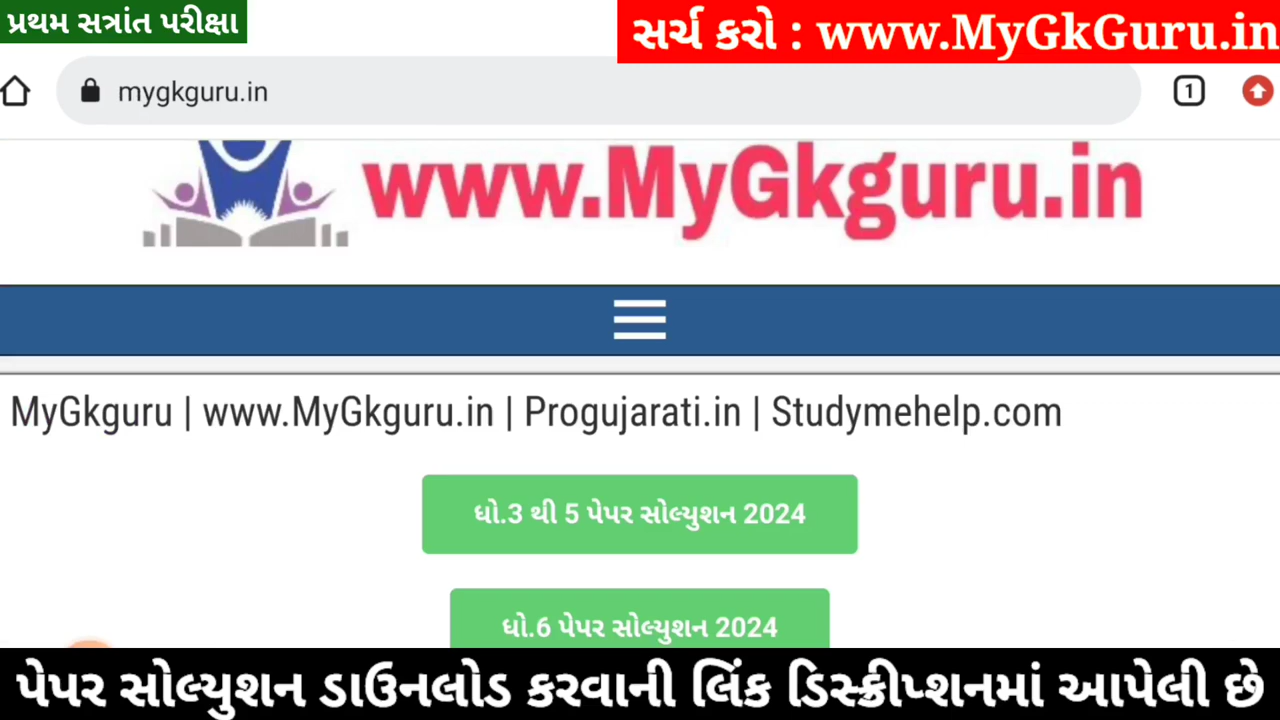 પ્રથમ સત્રાંત પરીક્ષા
સર્ચ કરો : www.MyGkGuru.in
mygkguru.in
1
www.MyGkguru.in
MyGkguru | www.MyGkguru.in | Progujarati.in | Studymehelp.com
ધો.3 થી 5 પેપર સોલ્યુશન 2024
ધો.6 પેપર સોલ્યુશન 2024
પેપર સોલ્યુશન ડાઉનલોડ કરવાની લિંક ડિસ્ક્રીપ્શનમાં આપેલી છે